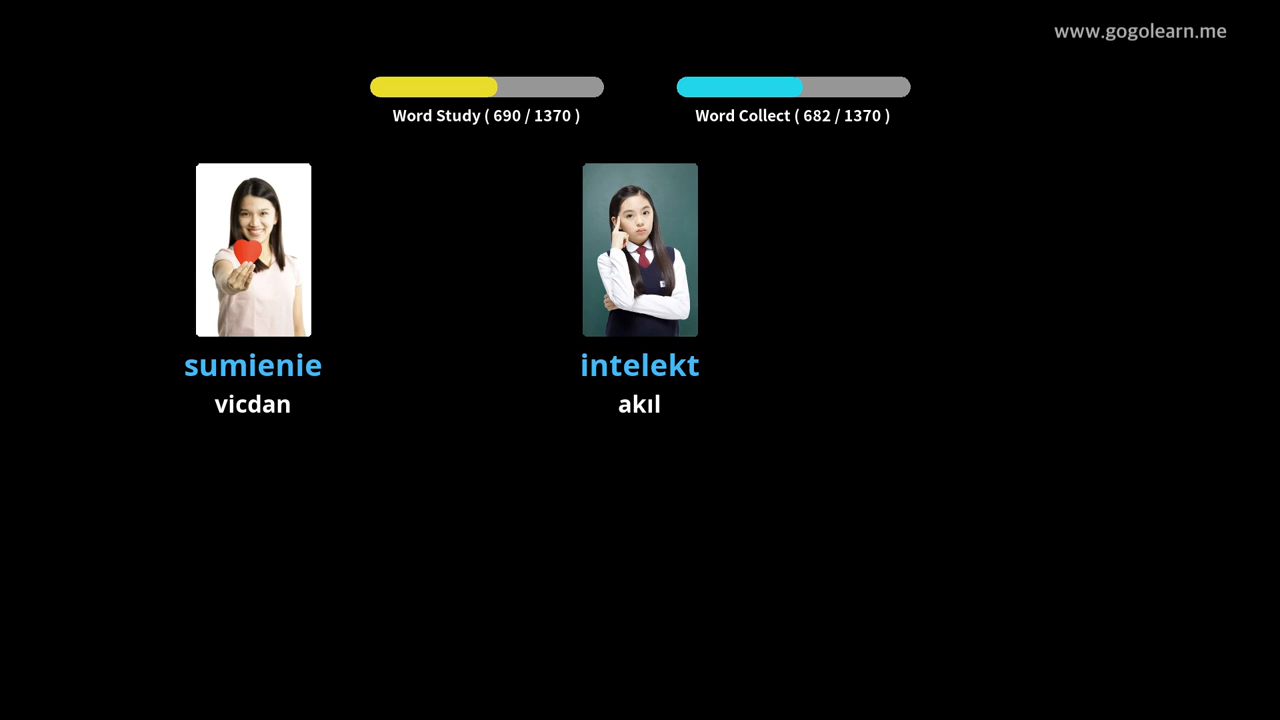 www.gogolearn.me
Word Study ( 690 / 1370 )
Word Collect ( 682 / 1370 )
sumienie
intelekt
vicdan
akıl